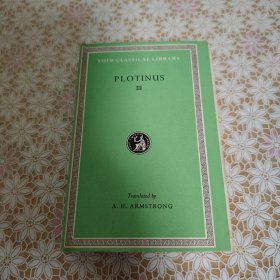 LOEB CLASSICAL LIBRARY
PLOTINUS
III
Translated by
A. H. ARMSTRONG